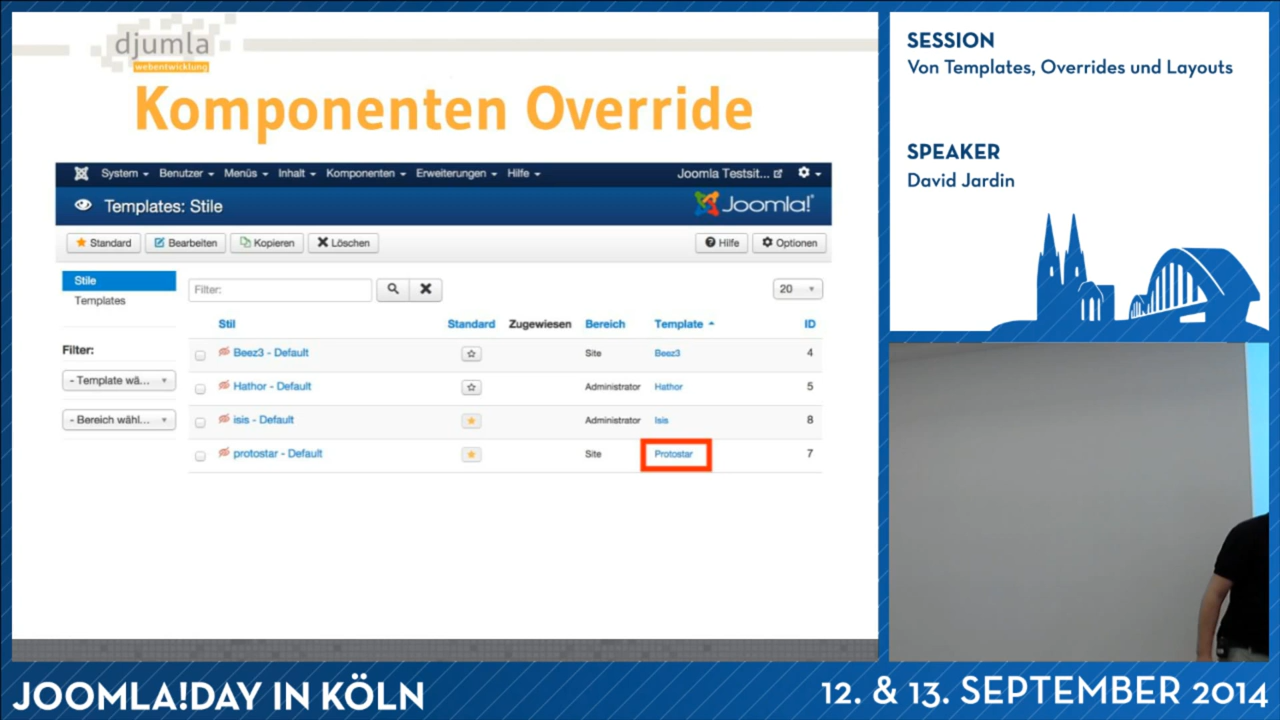 djumla
webentwicklung
Komponenten Override
System Benutzer Menüs Inhalt Komponenten Erweiterungen Hilfe Joomla Testsit...
Templates: Stile Joomla!®
Standard Bearbeiten Kopieren Löschen Hilfe Optionen
Stile
Templates
Filter:
- Template wä...
- Bereich wähl...
Filter: 20
Stil Standard Zugewiesen Bereich Template ID
Beez3 - Default Site Beez3 4
Hathor - Default Administrator Hathor 5
isis - Default Administrator Isis 8
protostar - Default Site Protostar 7
SESSION
Von Templates, Overrides und Layouts
SPEAKER
David Jardin
JOOMLA!DAY IN KÖLN 12. & 13. SEPTEMBER 2014